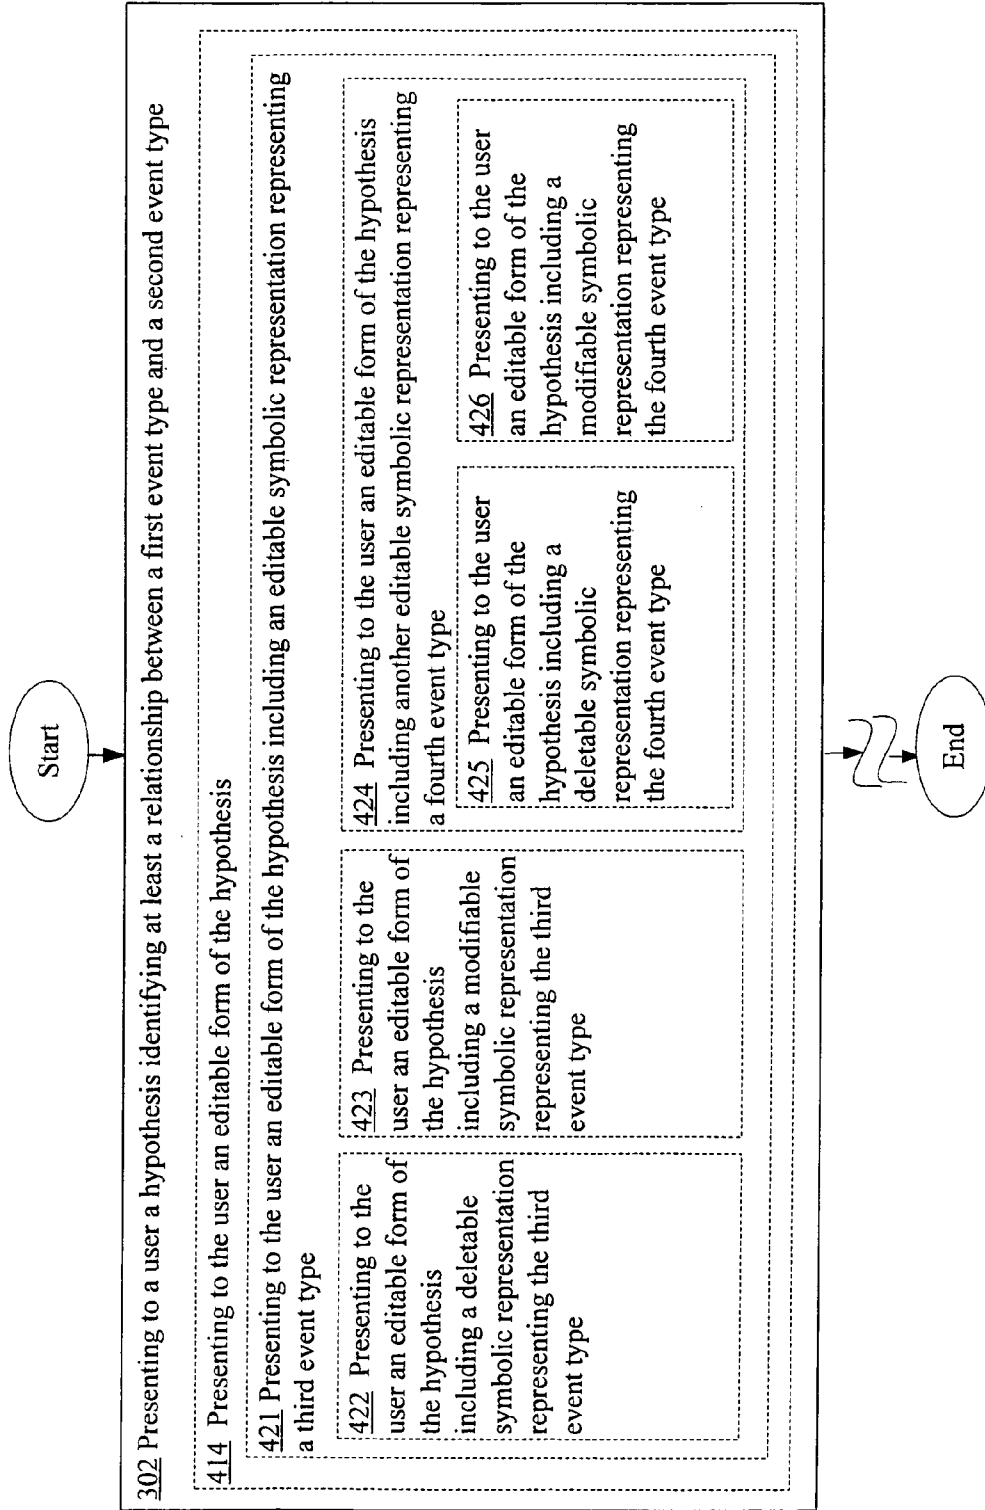 Start
302 Presenting to a user a hypothesis identifying at least a relationship between a first event type and a second event type
414 Presenting to the user an editable form of the hypothesis
421 Presenting to the user an editable form of the hypothesis including an editable symbolic representation representing
a third event type
422 Presenting to the
user an editable form of
the hypothesis
including a deletable
symbolic representation
representing the third
event type
423 Presenting to the
user an editable form of
the hypothesis
including a modifiable
symbolic representation
representing the third
event type
424 Presenting to the user an editable form of the hypothesis
including another editable symbolic representation representing
a fourth event type
425 Presenting to the user
an editable form of the
hypothesis including a
deletable symbolic
representation representing
the fourth event type
426 Presenting to the user
an editable form of the
hypothesis including a
modifiable symbolic
representation representing
the fourth event type
End